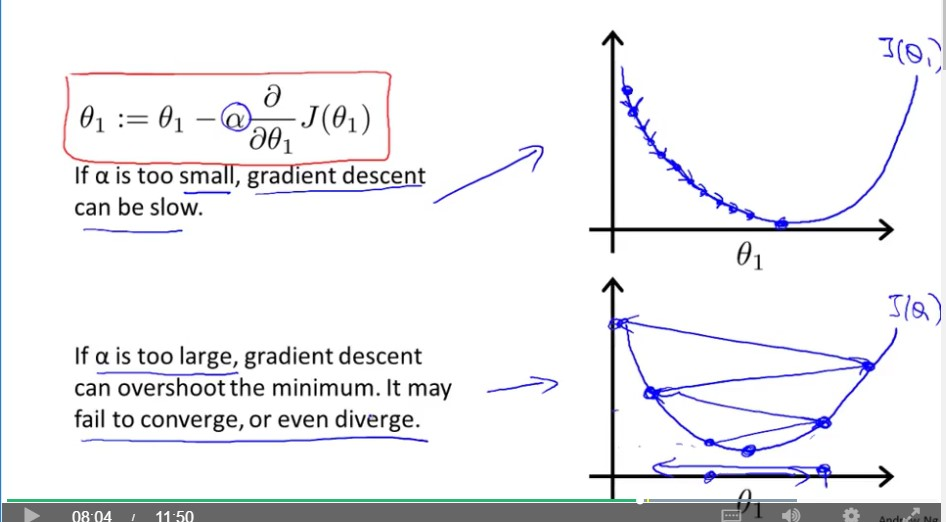 θ₁ := θ₁ − α ∂/∂θ₁ J(θ₁)
If α is too small, gradient descent
can be slow.
J(θ₁)
θ₁
If α is too large, gradient descent
can overshoot the minimum. It may
fail to converge, or even diverge.
θ₁
08:04 / 11:50
Andrew Ng